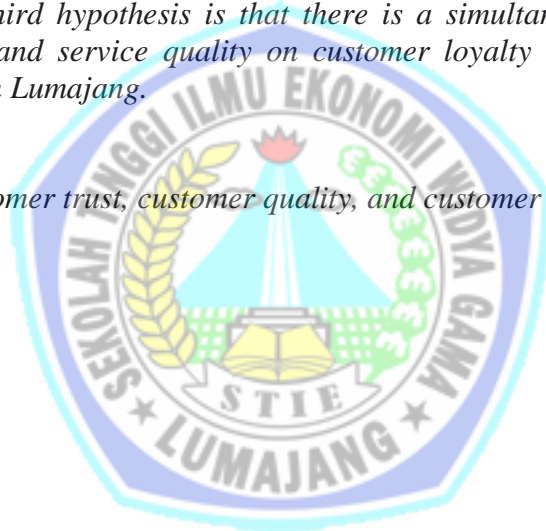 hird hypothesis is that there is a simultan
and service quality on customer loyalty
Lumajang.
omer trust, customer quality, and customer
SEKOLAH TINGGI ILMU EKONOMI WIDYA GAMA
STIE
LUMAJANG